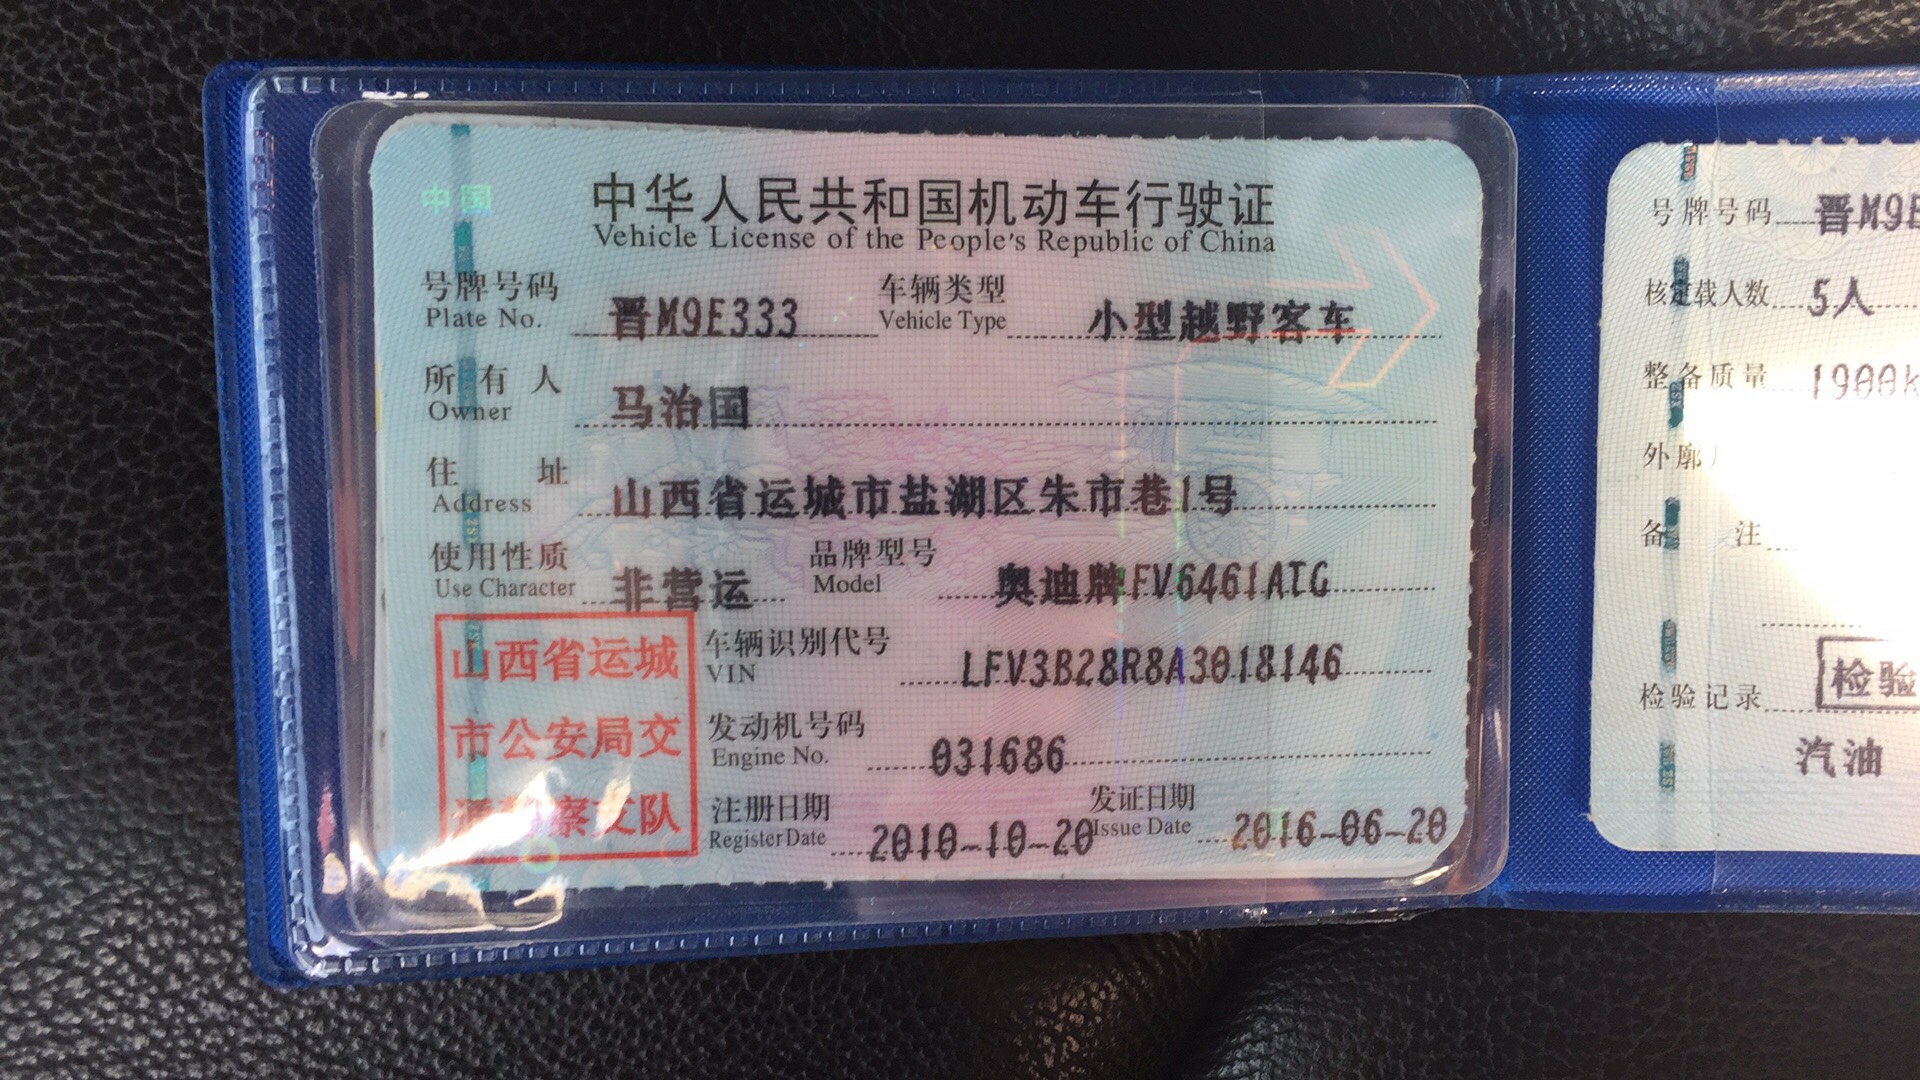 中国
中华人民共和国机动车行驶证
Vehicle License of the People's Republic of China
号牌号码 晋M9E333 车辆类型 小型越野客车
Plate No. Vehicle Type
所有人 马治国
Owner
住址 山西省运城市盐湖区朱市巷1号
Address
使用性质 非营运 品牌型号 奥迪牌FV6461ATG
Use Character Model
山西省运城
市公安局交
察支队
车辆识别代号 LFV3B28R8A3018146
VIN
发动机号码 031686
Engine No.
注册日期 2010-10-20 发证日期 2016-06-20
Register Date Issue Date
号牌号码 晋M9E
核定载人数 5人
整备质量 1900k
外廓
备注
检验记录 检验
汽油